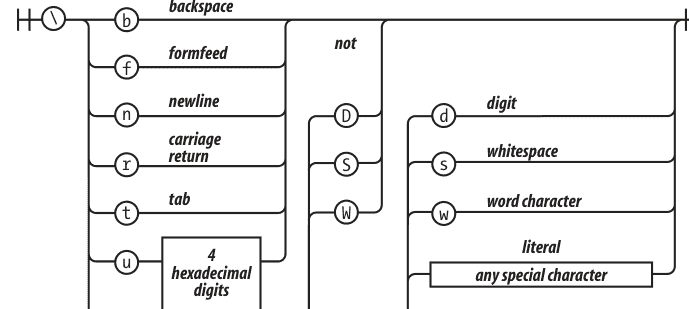 \ b backspace
f formfeed
not
n newline
D d digit
r carriage
return
S s whitespace
t tab
W w word character
u 4
hexadecimal
digits
literal
any special character